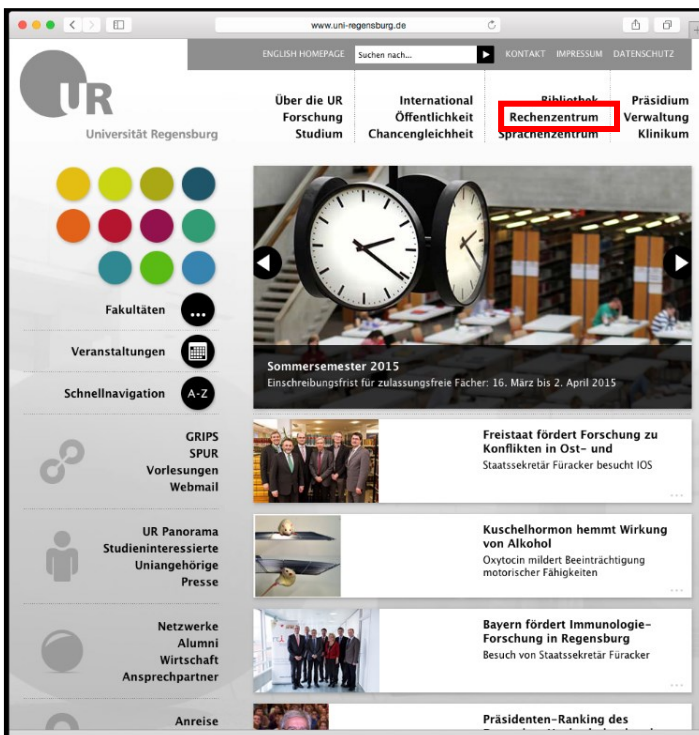 www.uni-regensburg.de
ENGLISH HOMEPAGE Suchen nach... KONTAKT IMPRESSUM DATENSCHUTZ
UR
Universität Regensburg
Über die UR
Forschung
Studium
International
Öffentlichkeit
Chancengleichheit
Bibliothek
Rechenzentrum
Sprachenzentrum
Präsidium
Verwaltung
Klinikum
Fakultäten ...
Veranstaltungen
Schnellnavigation A-Z
Sommersemester 2015
Einschreibungsfrist für zulassungsfreie Fächer: 16. März bis 2. April 2015
GRIPS
SPUR
Vorlesungen
Webmail
UR Panorama
Studieninteressierte
Uniangehörige
Presse
Netzwerke
Alumni
Wirtschaft
Ansprechpartner
Anreise
Freistaat fördert Forschung zu
Konflikten in Ost- und
Staatssekretär Füracker besucht IOS
...
Kuschelhormon hemmt Wirkung
von Alkohol
Oxytocin mildert Beeinträchtigung
motorischer Fähigkeiten
...
Bayern fördert Immunologie-
Forschung in Regensburg
Besuch von Staatssekretär Füracker
...
Präsidenten-Ranking des